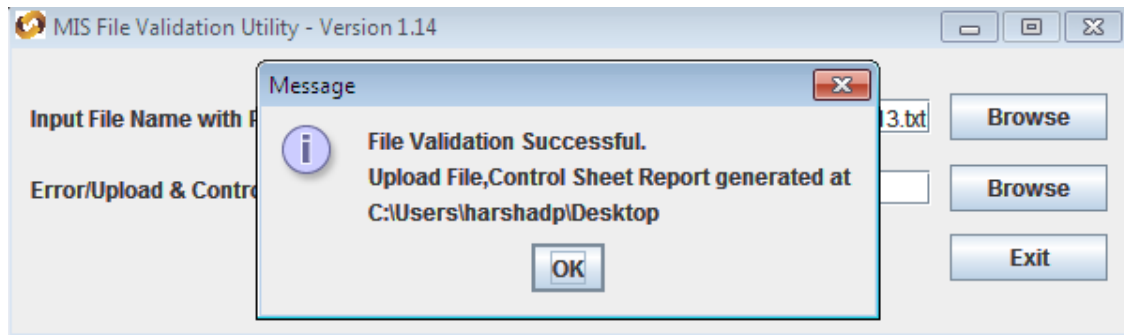 MIS File Validation Utility - Version 1.14
Message
Input File Name with
13.txt
Browse
File Validation Successful.
Upload File,Control Sheet Report generated at
C:\Users\harshadp\Desktop
Error/Upload & Contro
Browse
OK
Exit